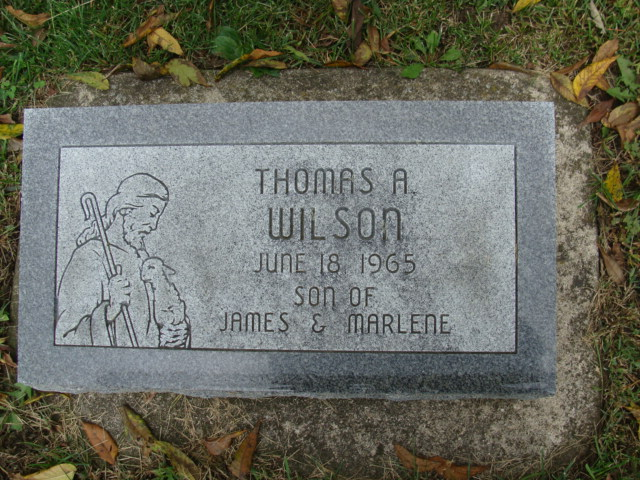 THOMAS A.
WILSON
JUNE 18 1965
SON OF
JAMES & MARLENE